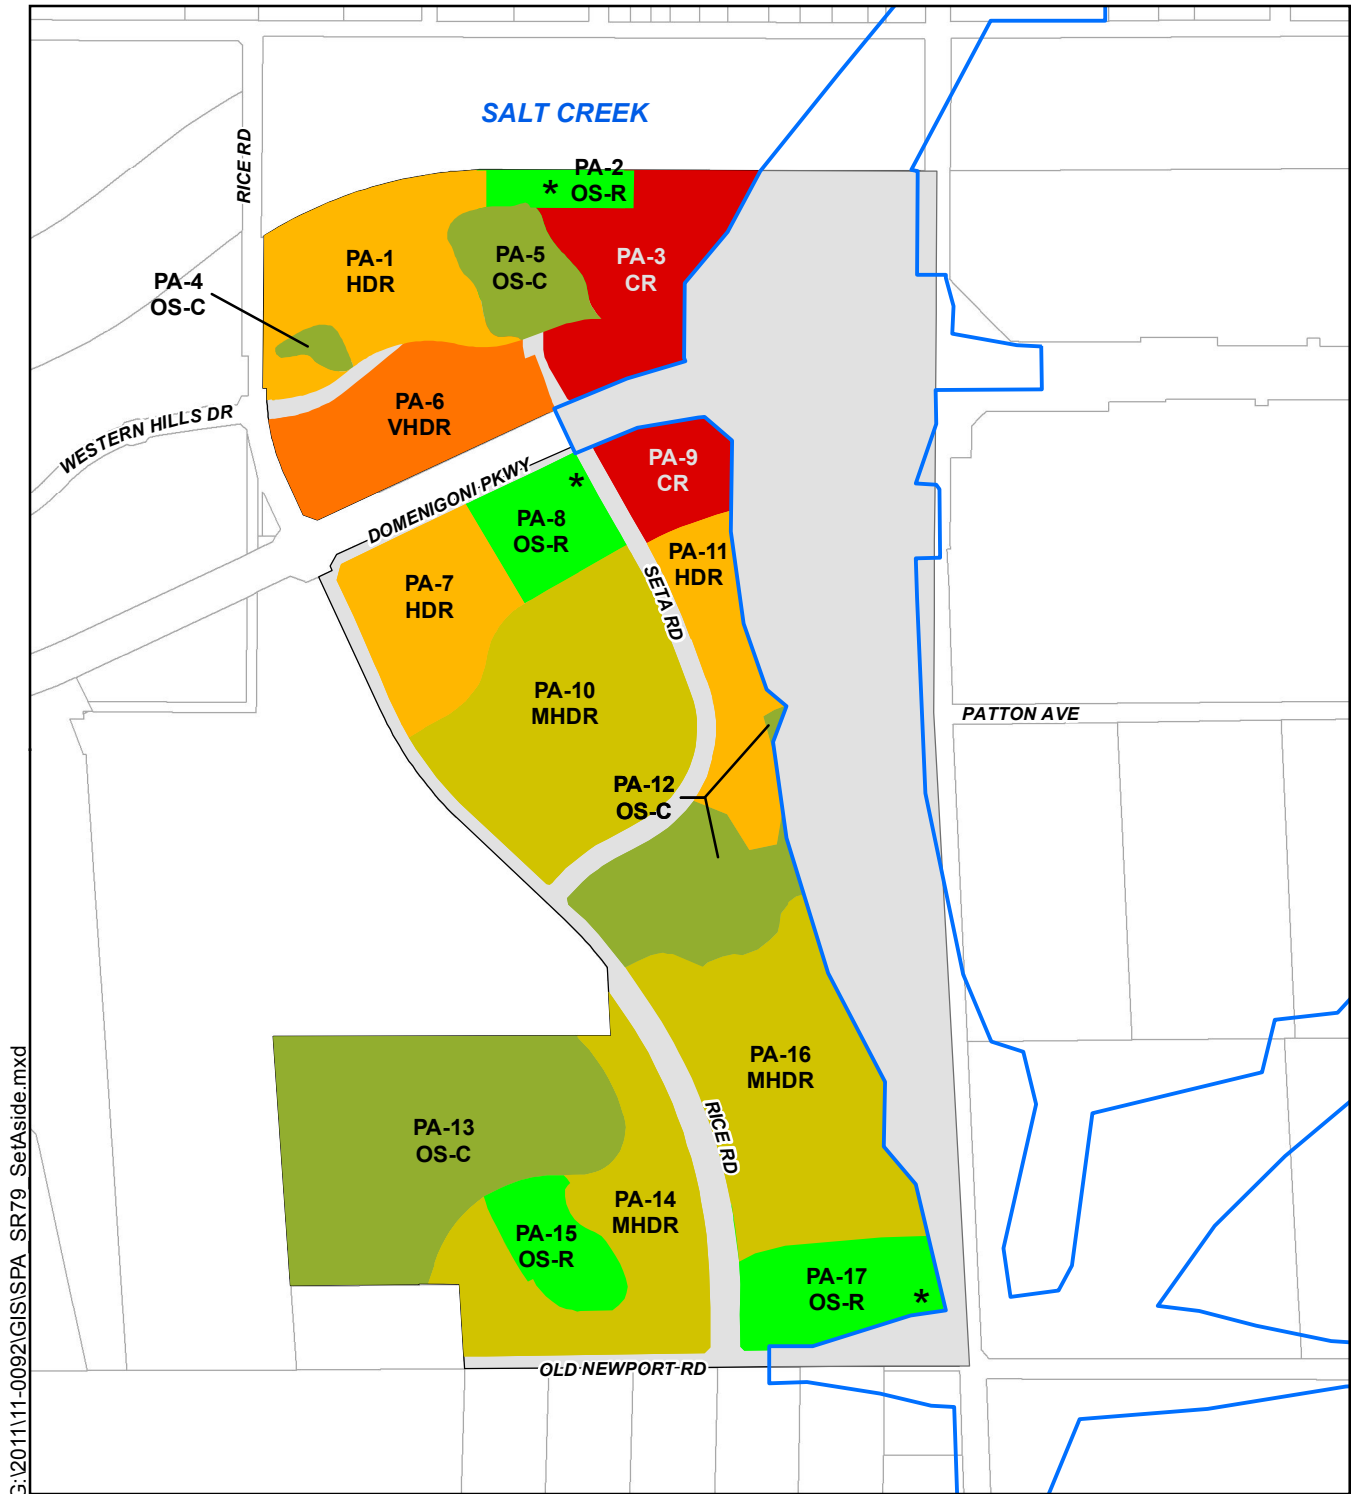 SALT CREEK
RICE RD
PA-2
* OS-R
PA-1
HDR
PA-5
OS-C
PA-3
CR
PA-4
OS-C
PA-6
VHDR
WESTERN HILLS DR
PA-9
CR
DOMENIGONI PKWY
*
PA-8
OS-R
PA-11
HDR
PA-7
HDR
SETA RD
PA-10
MHDR
PATTON AVE
PA-12
OS-C
PA-16
MHDR
PA-13
OS-C
RICE RD
PA-14
MHDR
PA-15
OS-R
PA-17
OS-R
*
OLD NEWPORT RD
G:\2011\11-0092\GIS\SPA_SR79_SetAside.mxd